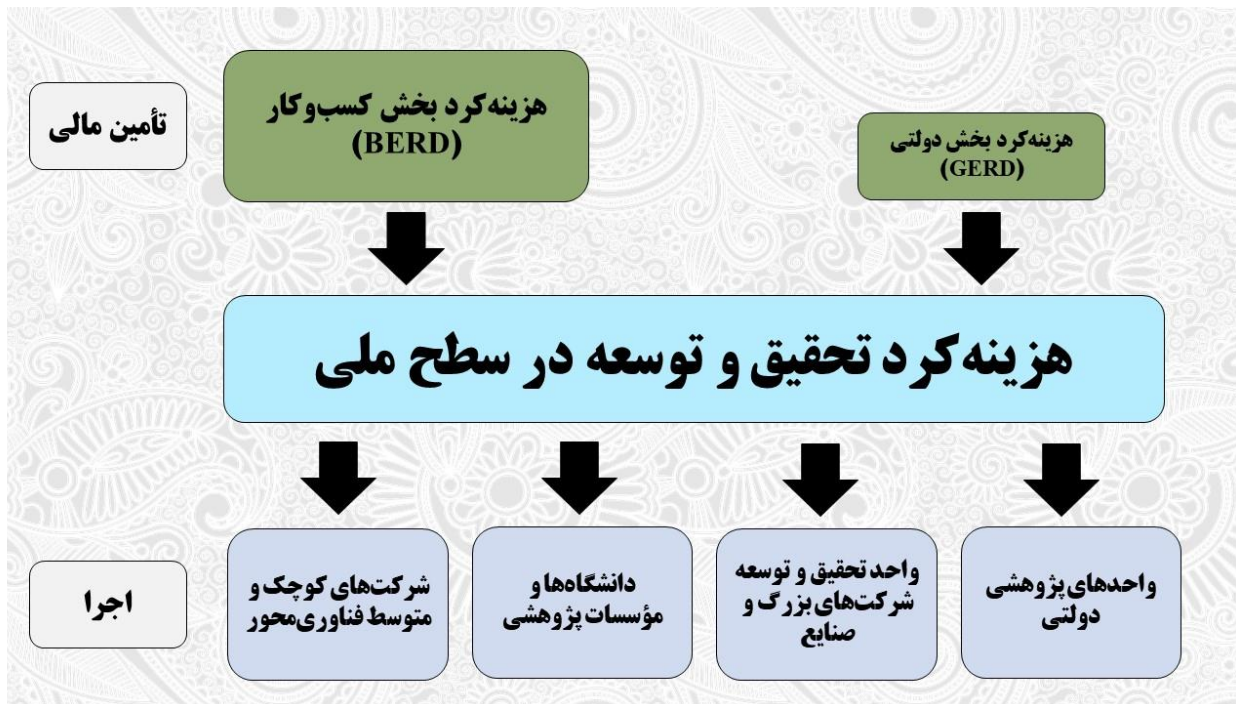 تأمین مالی
هزینه‌کرد بخش دولتی
(GERD)
هزینه‌کرد بخش کسب‌وکار
(BERD)
هزینه‌کرد تحقیق و توسعه در سطح ملی
اجرا
واحدهای پژوهشی
دولتی
واحد تحقیق و توسعه
شرکت‌های بزرگ و
صنایع
دانشگاه‌ها و
مؤسسات پژوهشی
شرکت‌های کوچک و
متوسط فناوری‌محور